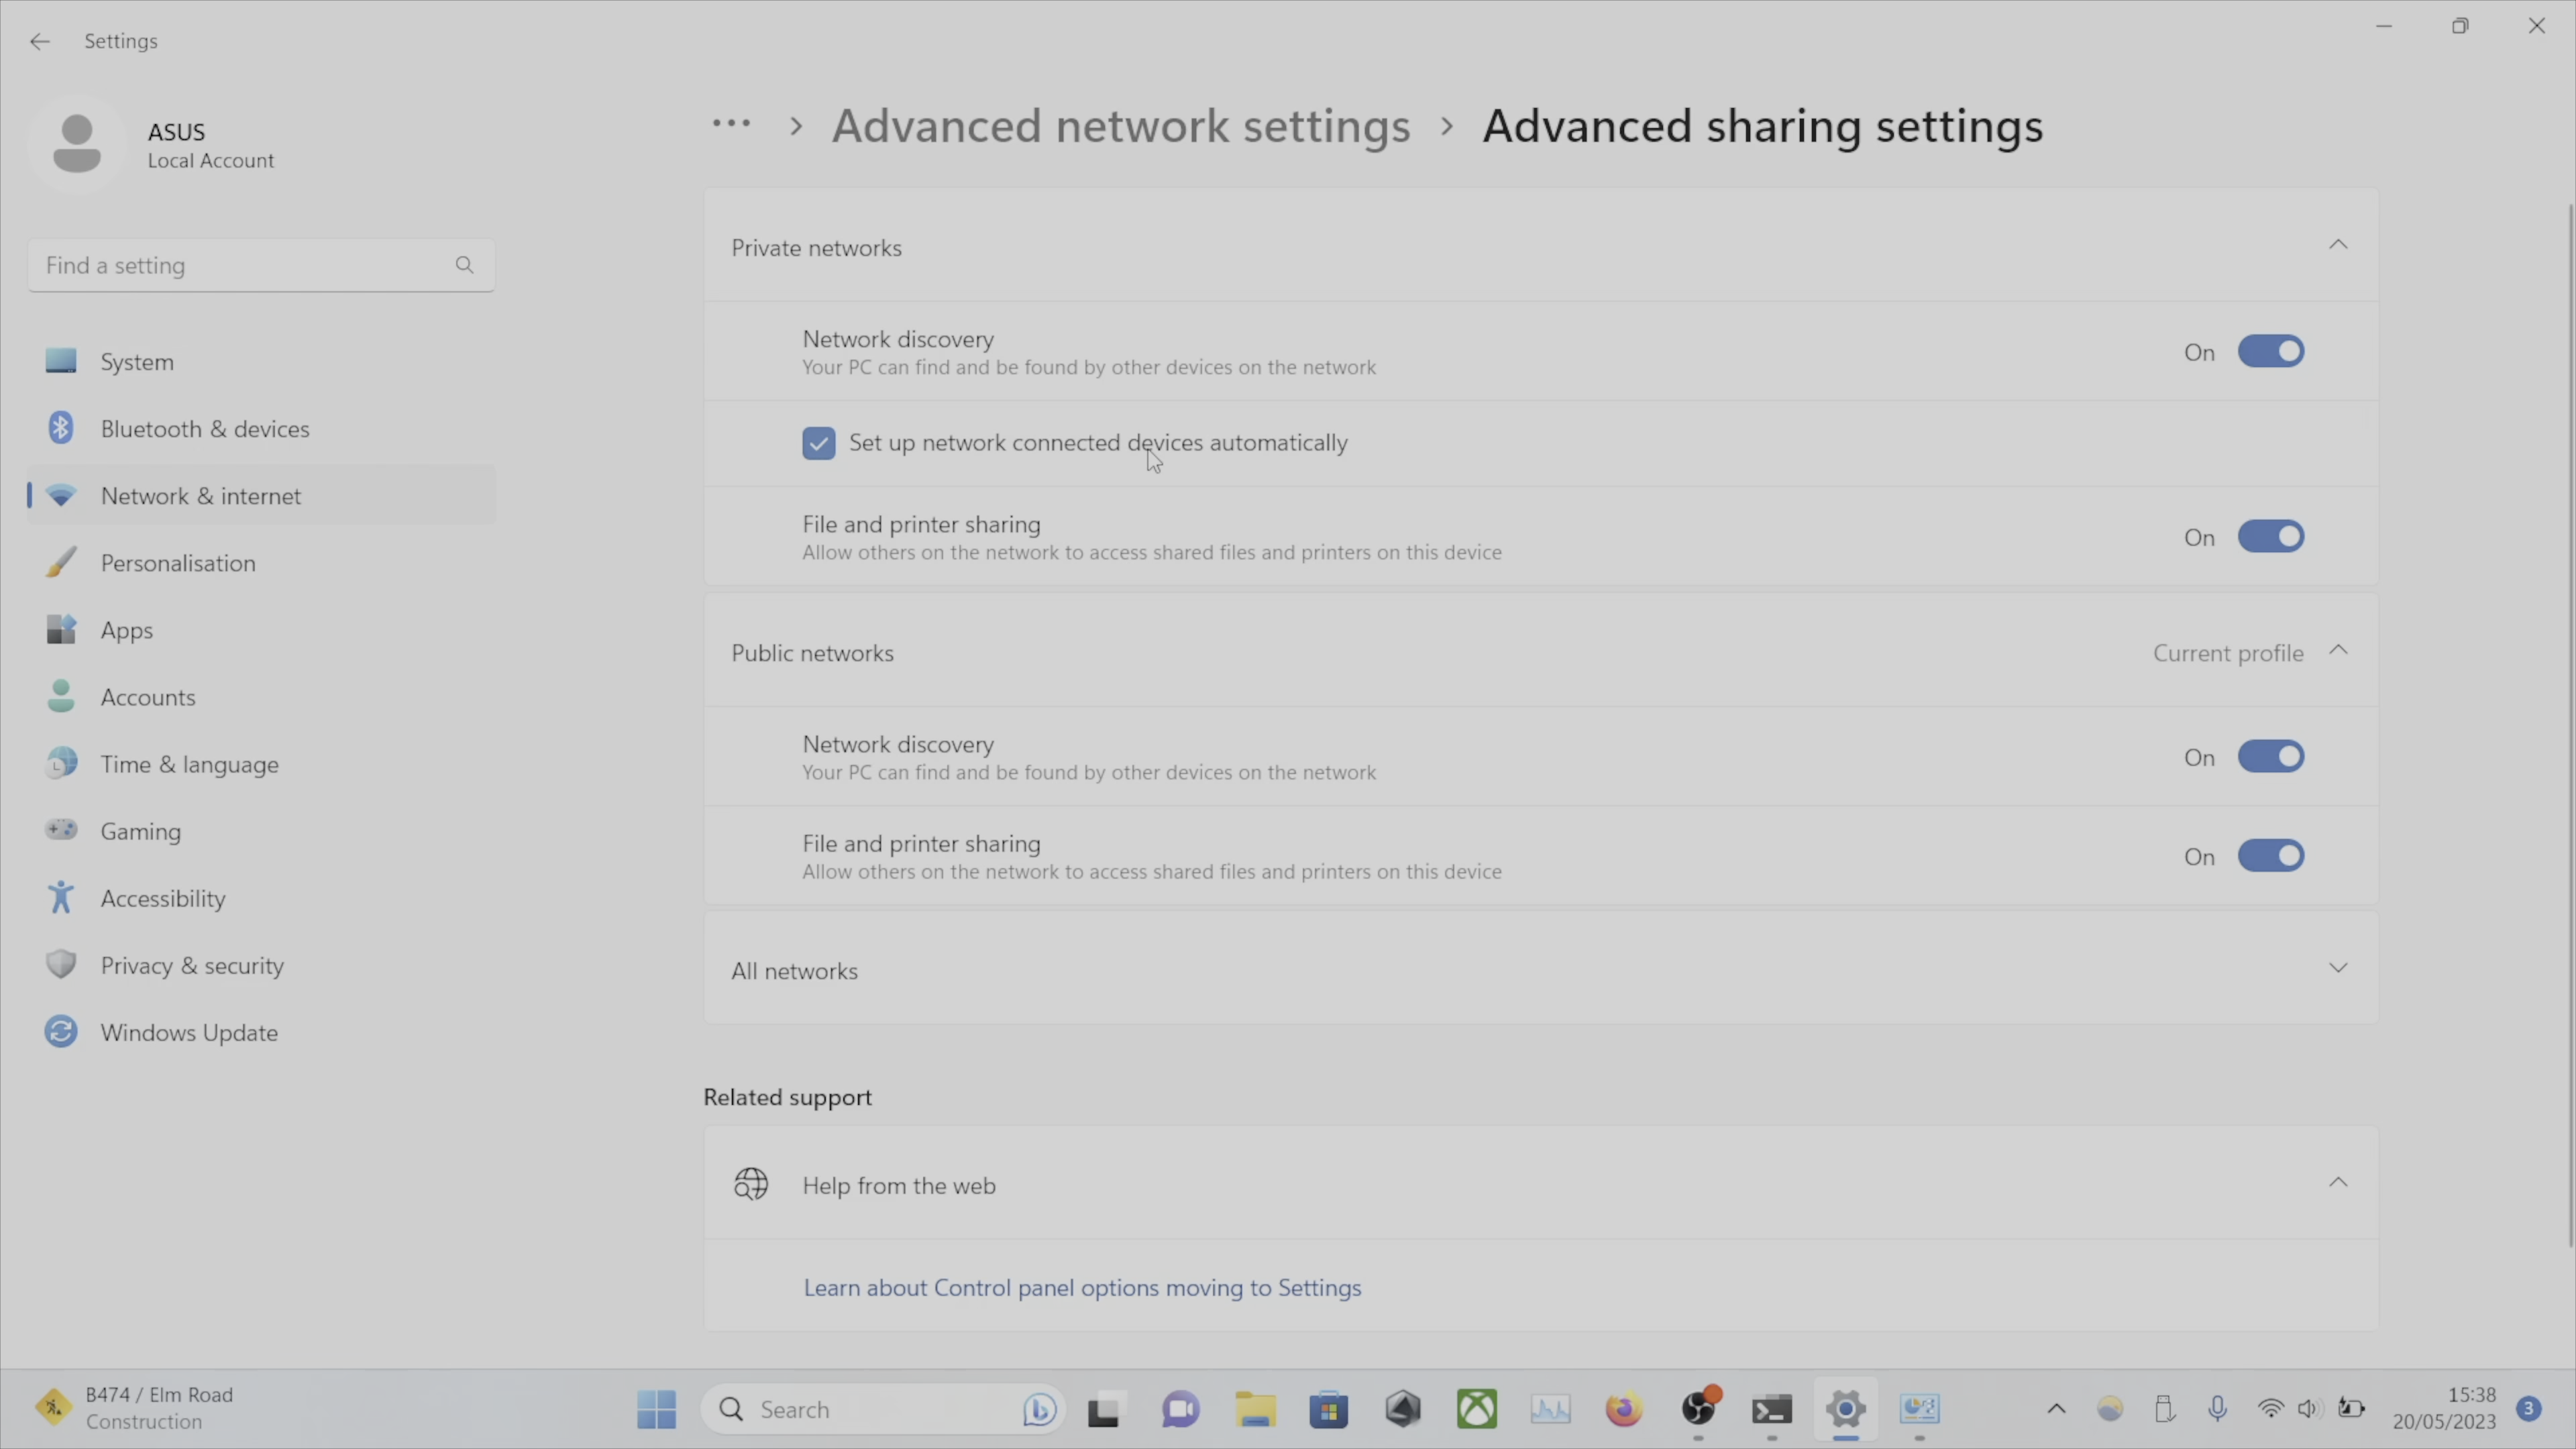 Settings
ASUS
Local Account
Find a setting
System
Bluetooth & devices
Network & internet
Personalisation
Apps
Accounts
Time & language
Gaming
Accessibility
Privacy & security
Windows Update
... > Advanced network settings > Advanced sharing settings
Private networks
Network discovery
Your PC can find and be found by other devices on the network
On
Set up network connected devices automatically
File and printer sharing
Allow others on the network to access shared files and printers on this device
On
Public networks
Current profile
Network discovery
Your PC can find and be found by other devices on the network
On
File and printer sharing
Allow others on the network to access shared files and printers on this device
On
All networks
Related support
Help from the web
Learn about Control panel options moving to Settings
B474 / Elm Road
Construction
Search
15:38
20/05/2023
3